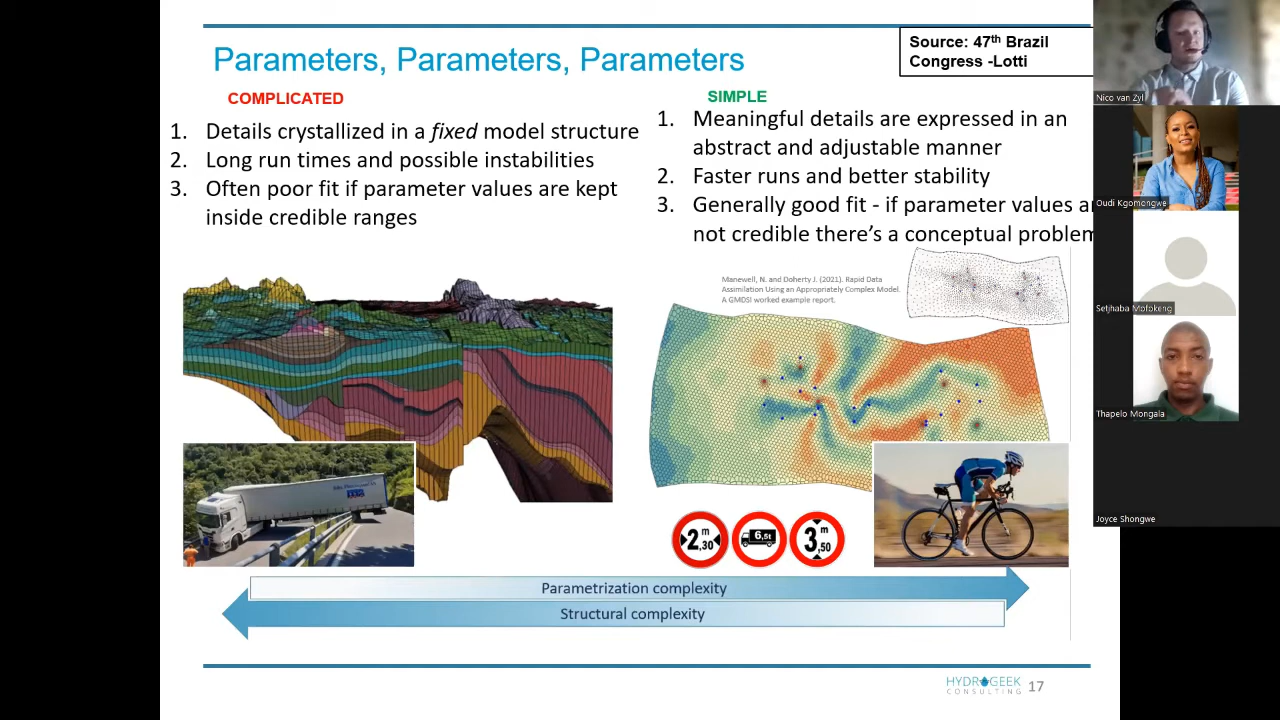 Parameters, Parameters, Parameters
Source: 47th Brazil
Congress -Lotti
COMPLICATED
1. Details crystallized in a fixed model structure
2. Long run times and possible instabilities
3. Often poor fit if parameter values are kept
inside credible ranges
SIMPLE
1. Meaningful details are expressed in an
abstract and adjustable manner
2. Faster runs and better stability
3. Generally good fit - if parameter values
not credible there's a conceptual problem
Manewell, N. and Doherty J. (2021). Rapid Data
Assimilation Using an Appropriately Complex Model.
A GMDSI worked example report.
2 m ,30
6,5t
3 m ,50
Parametrization complexity
Structural complexity
HYDROGEEK
CONSULTING
17
Nico van Zyl
Oudi Kgomongwe
Setjhaba Mofokeng
Thapelo Mongala
Joyce Shongwe